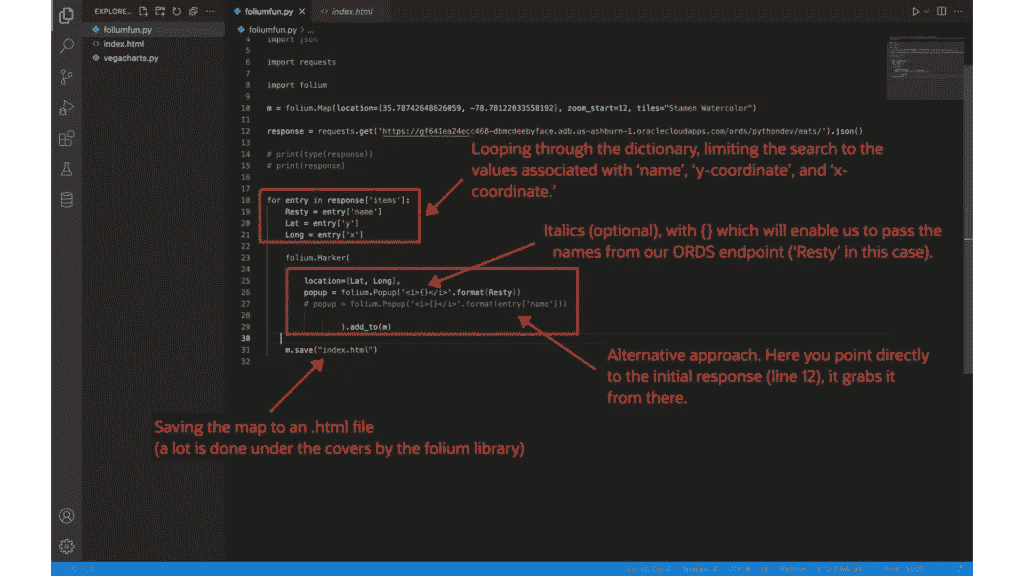 EXPLORE...
foliumfun.py
index.html
vegacharts.py
foliumfun.py
index.html
foliumfun.py > ...
4 import json
5
6 import requests
7
8 import folium
9
10 m = folium.Map(location=[35.78742648626059, -78.78122033558192], zoom_start=12, tiles="Stamen Watercolor")
11
12 response = requests.get('https://gf641ea24ecc468-dbmcdeebyface.adb.us-ashburn-1.oraclecloudapps.com/ords/pythondev/eats/').json()
13
14 # print(type(response))
15 # print(response)
16
17
18 for entry in response['items']:
19 Resty = entry['name']
20 Lat = entry['y']
21 Long = entry['x']
22
23 folium.Marker(
24
25 location=[Lat, Long],
26 popup = folium.Popup('<i>{}</i>'.format(Resty))
27 # popup = folium.Popup('<i>{}</i>'.format(entry['name']))
28
29 ).add_to(m)
30
31 m.save("index.html")
32
Looping through the dictionary, limiting the search to the
values associated with 'name', 'y-coordinate', and 'x-
coordinate.'
Italics (optional), with {} which will enable us to pass the
names from our ORDS endpoint ('Resty' in this case).
Alternative approach. Here you point directly
to the initial response (line 12), it grabs it
from there.
Saving the map to an .html file
(a lot is done under the covers by the folium library)